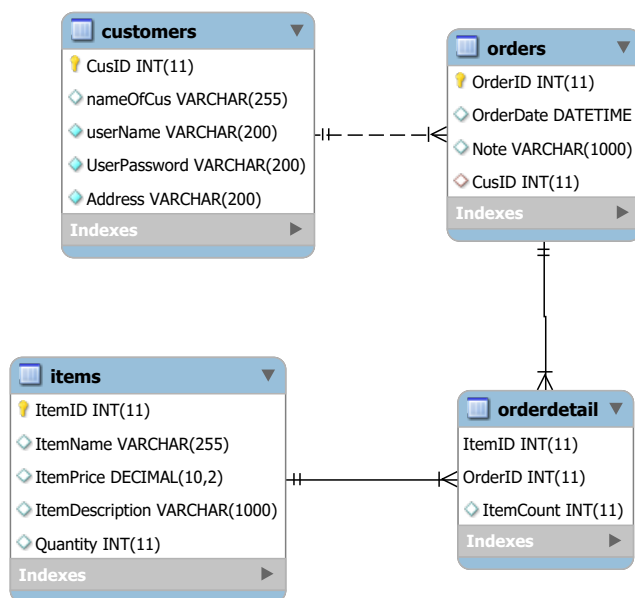 customers
CusID INT(11)
nameOfCus VARCHAR(255)
userName VARCHAR(200)
UserPassword VARCHAR(200)
Address VARCHAR(200)
Indexes
orders
OrderID INT(11)
OrderDate DATETIME
Note VARCHAR(1000)
CusID INT(11)
Indexes
items
ItemID INT(11)
ItemName VARCHAR(255)
ItemPrice DECIMAL(10,2)
ItemDescription VARCHAR(1000)
Quantity INT(11)
Indexes
orderdetail
ItemID INT(11)
OrderID INT(11)
ItemCount INT(11)
Indexes